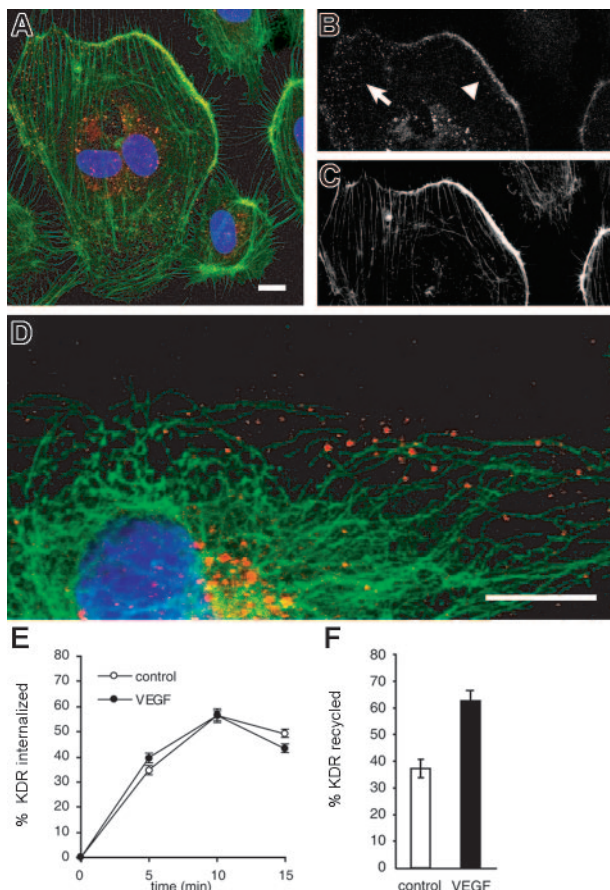 A
B
C
D
E
80
70
60
50
40
30
20
10
0
% KDR internalized
control
VEGF
0 5 10 15
time (min)
F
80
70
60
50
40
30
20
10
0
% KDR recycled
control VEGF